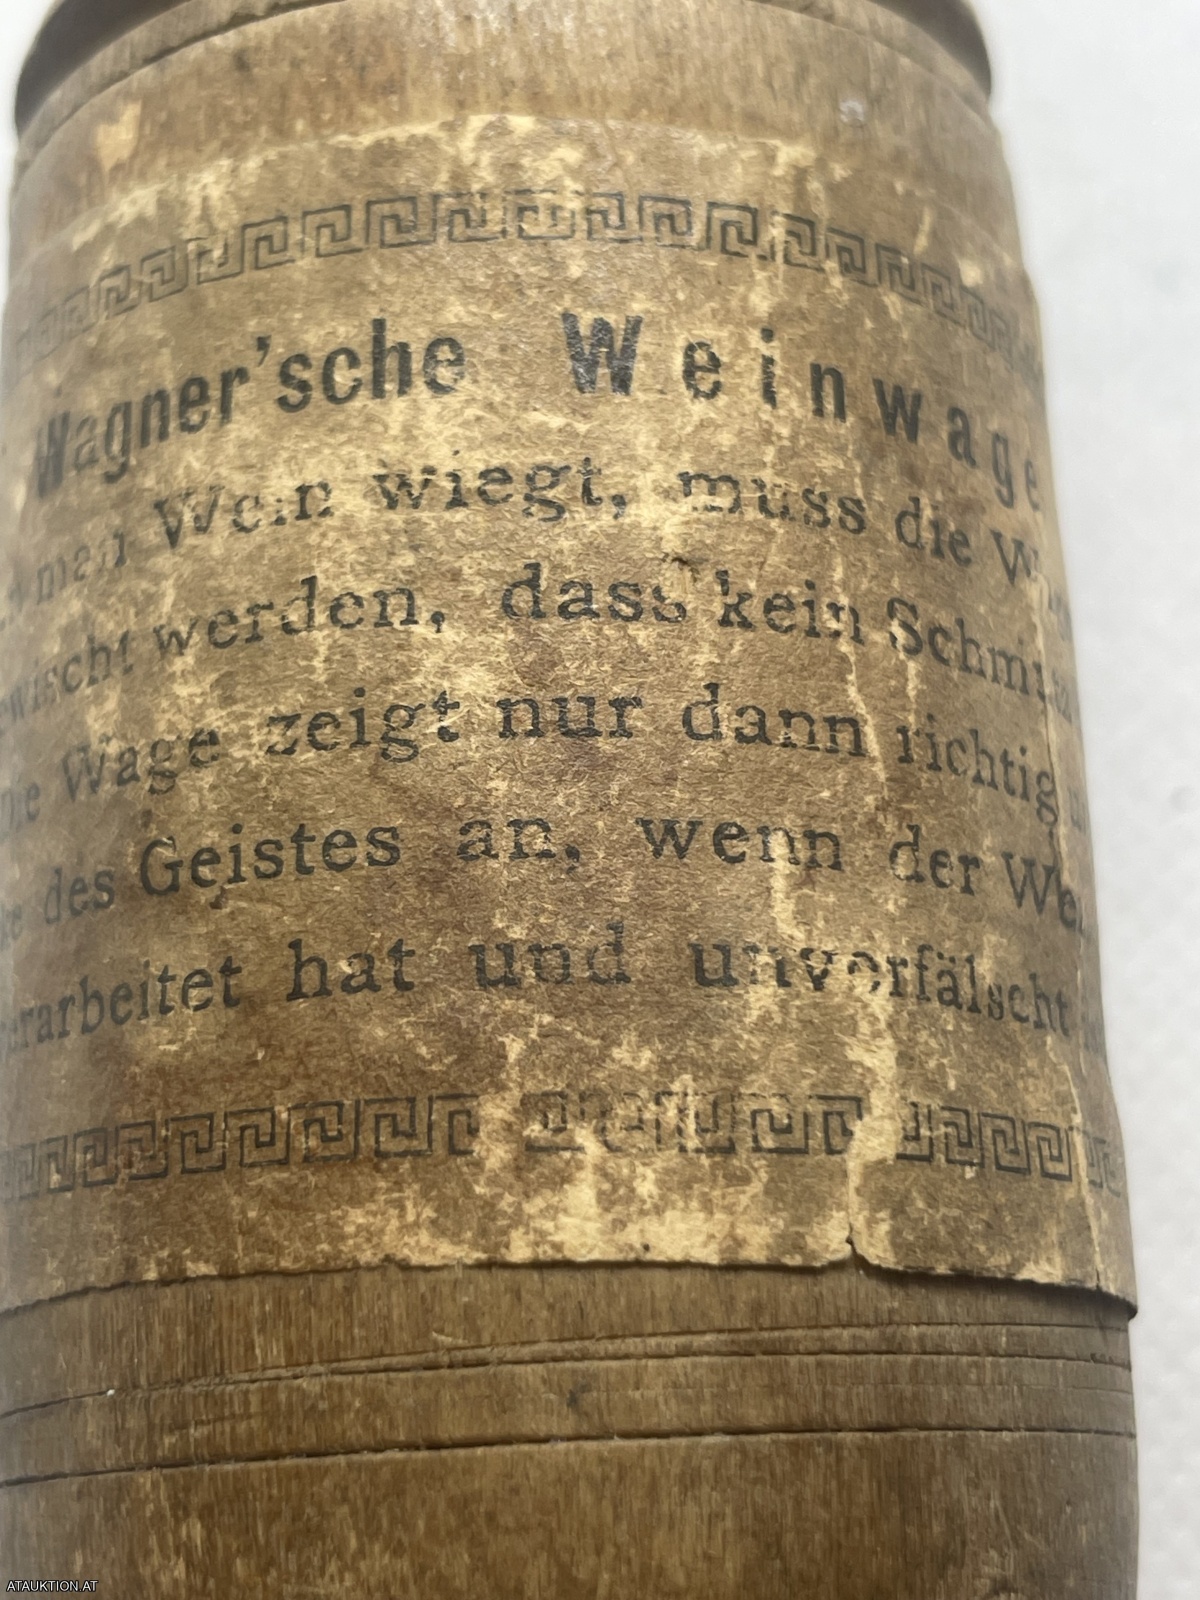 Wagner'sche Weinwage
man Wein wiegt, muss die
werden, dass kein
Wage zeigt nur dann richtig
des Geistes an, wenn der
hat und unverfälscht
ATAUKTION.AT